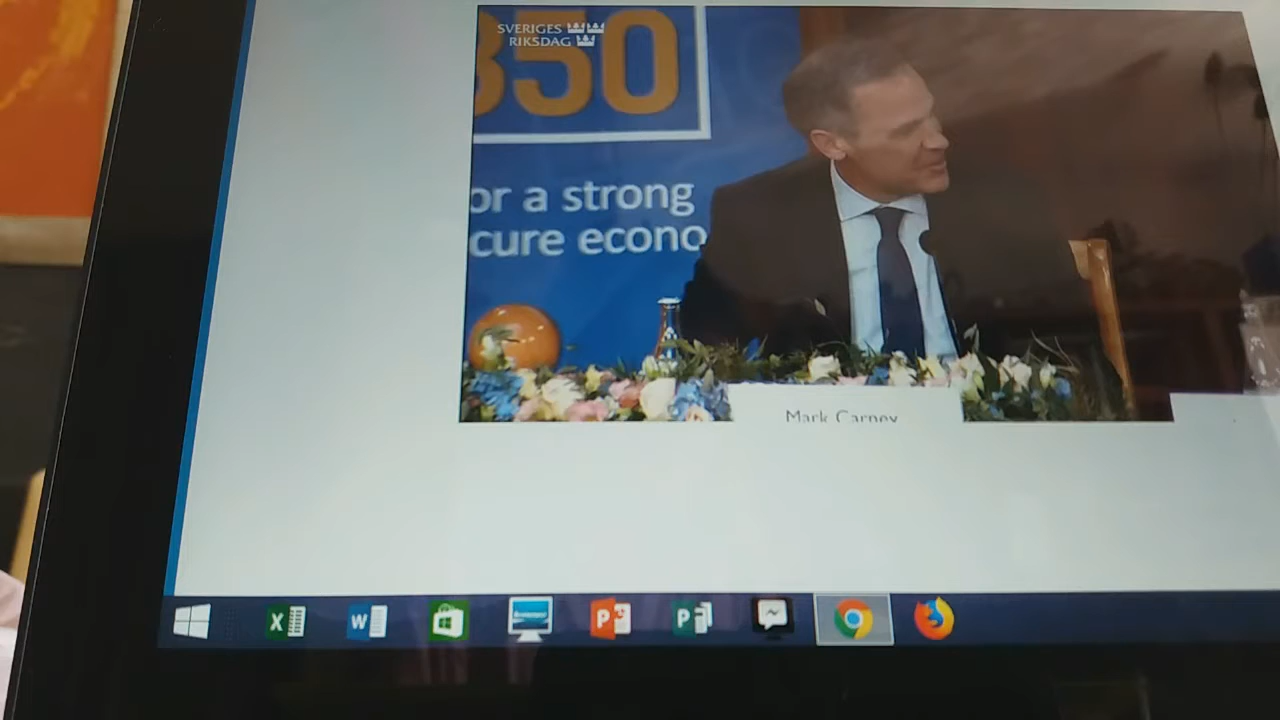 SVERIGES
RIKSDAG
350
or a strong
cure econo
Mark Carney